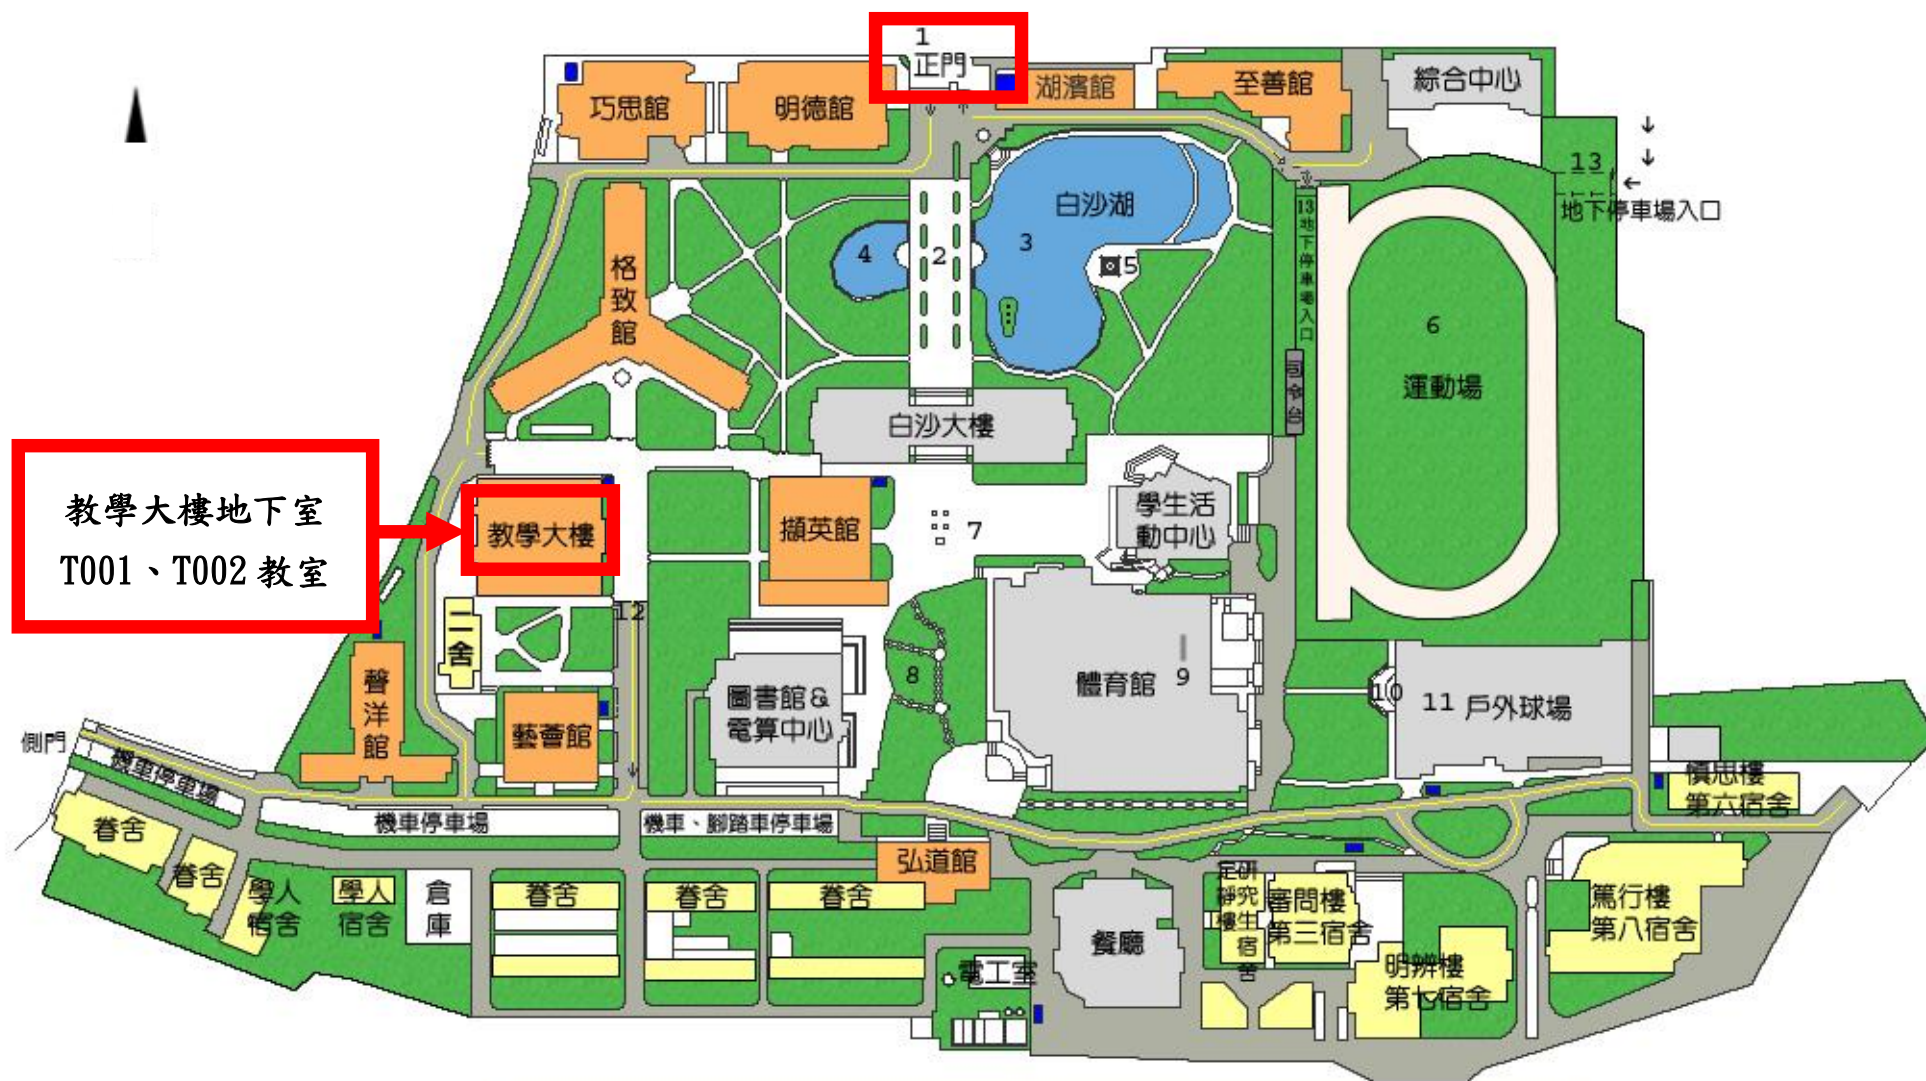 1
正門
巧思館
明德館
湖濱館
至善館
綜合中心
13
地下停車場入口
格致館
4
2
3
白沙湖
5
13地下停車場入口
6
運動場
司令台
白沙大樓
教學大樓地下室
T001、T002教室
教學大樓
擷英館
7
學生活
動中心
12
二舍
聲洋館
藝薈館
圖書館&
電算中心
8
體育館
9
10
11
戶外球場
側門
機車停車場
機車停車場
機車、腳踏車停車場
慎思樓
第六宿舍
眷舍
眷舍
學人
宿舍
學人
宿舍
倉庫
眷舍
眷舍
眷舍
弘道館
餐廳
電工室
研究生宿舍
定靜樓
審問樓
第三宿舍
明辨樓
第七宿舍
篤行樓
第八宿舍